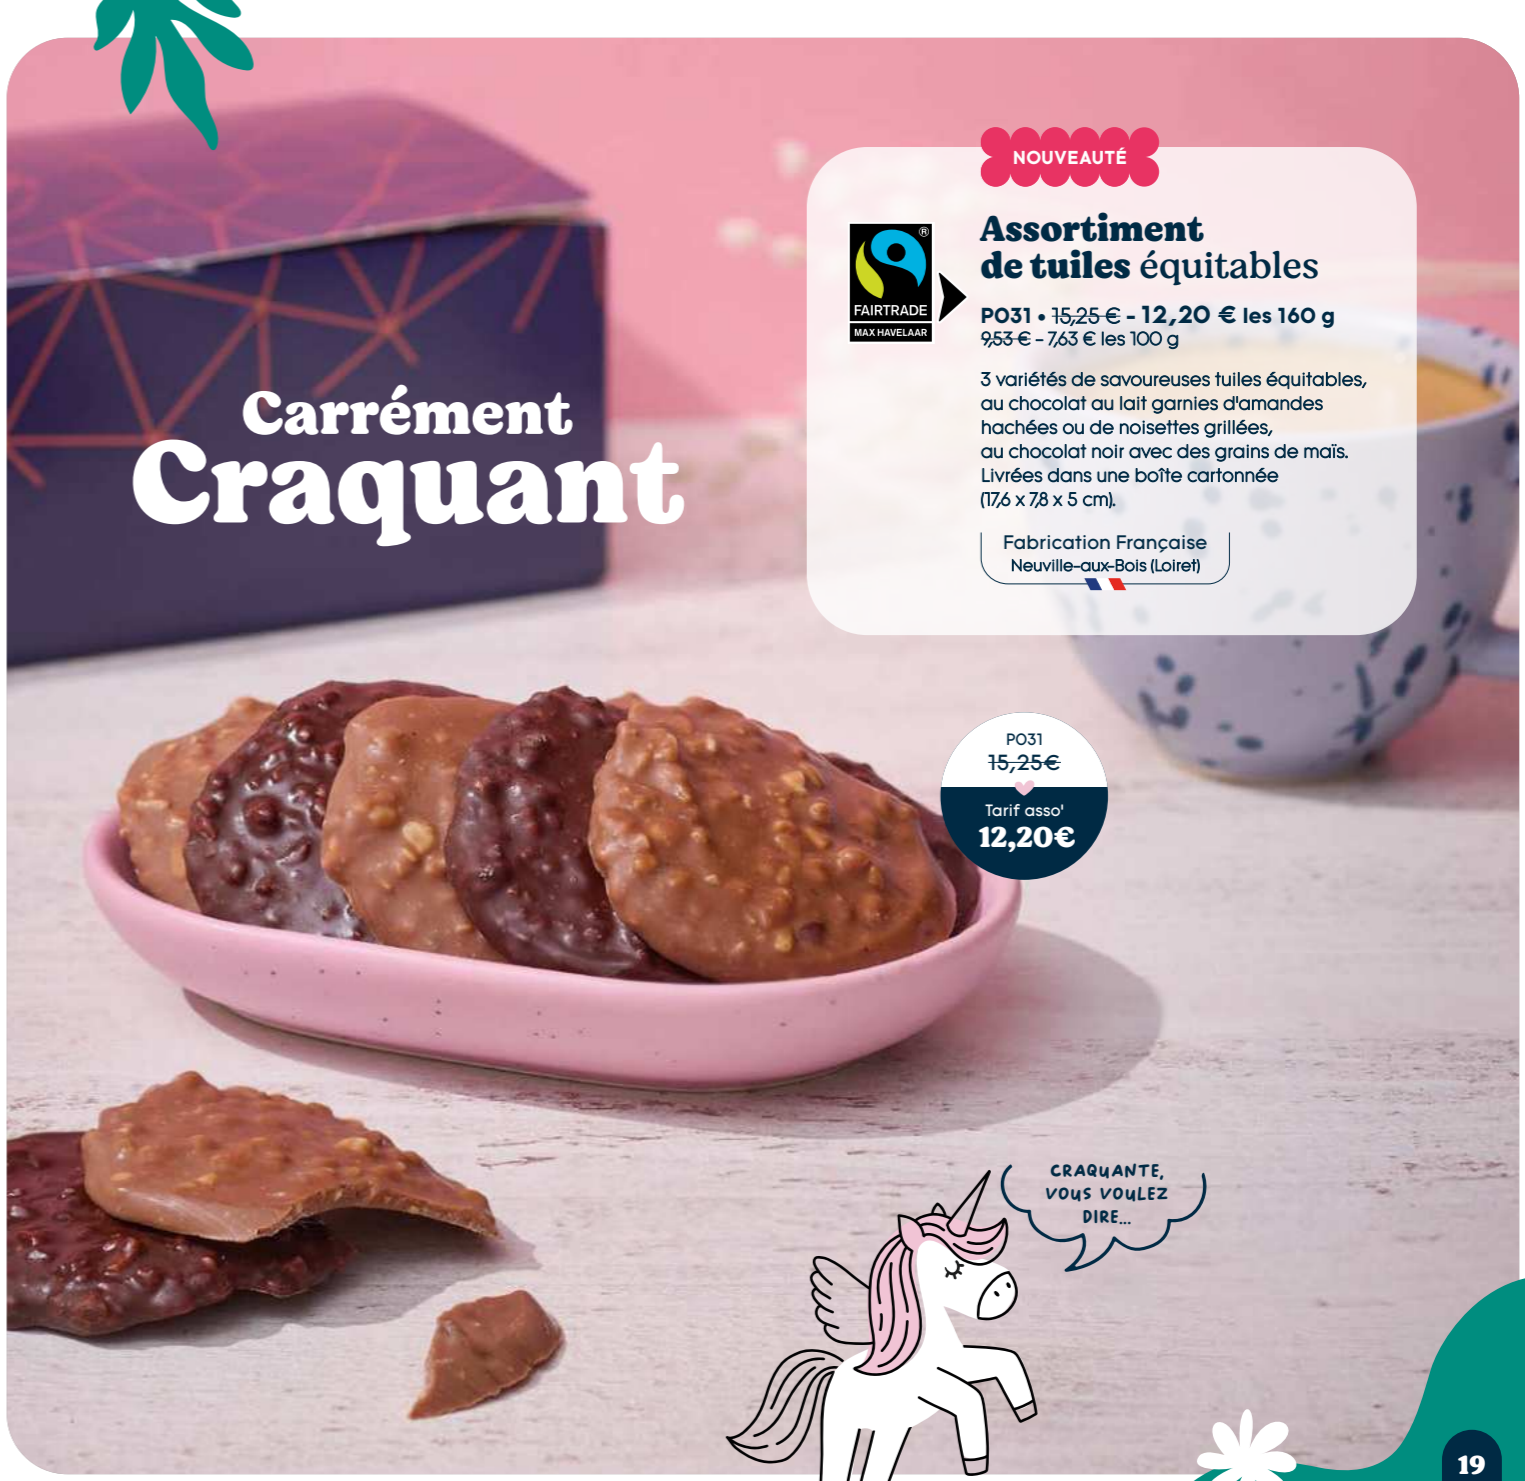 Carrément
Craquant
NOUVEAUTÉ
Assortiment
de tuiles équitables
FAIRTRADE
MAX HAVELAAR
®
PO31 • 15,25 € - 12,20 € les 160 g
9,53 € - 7,63 € les 100 g
3 variétés de savoureuses tuiles équitables,
au chocolat au lait garnies d'amandes
hachées ou de noisettes grillées,
au chocolat noir avec des grains de maïs.
Livrées dans une boîte cartonnée
(17,6 x 7,8 x 5 cm).
Fabrication Française
Neuville-aux-Bois (Loiret)
PO31
15,25€
Tarif asso'
12,20€
CRAQUANTE,
VOUS VOULEZ
DIRE...
19